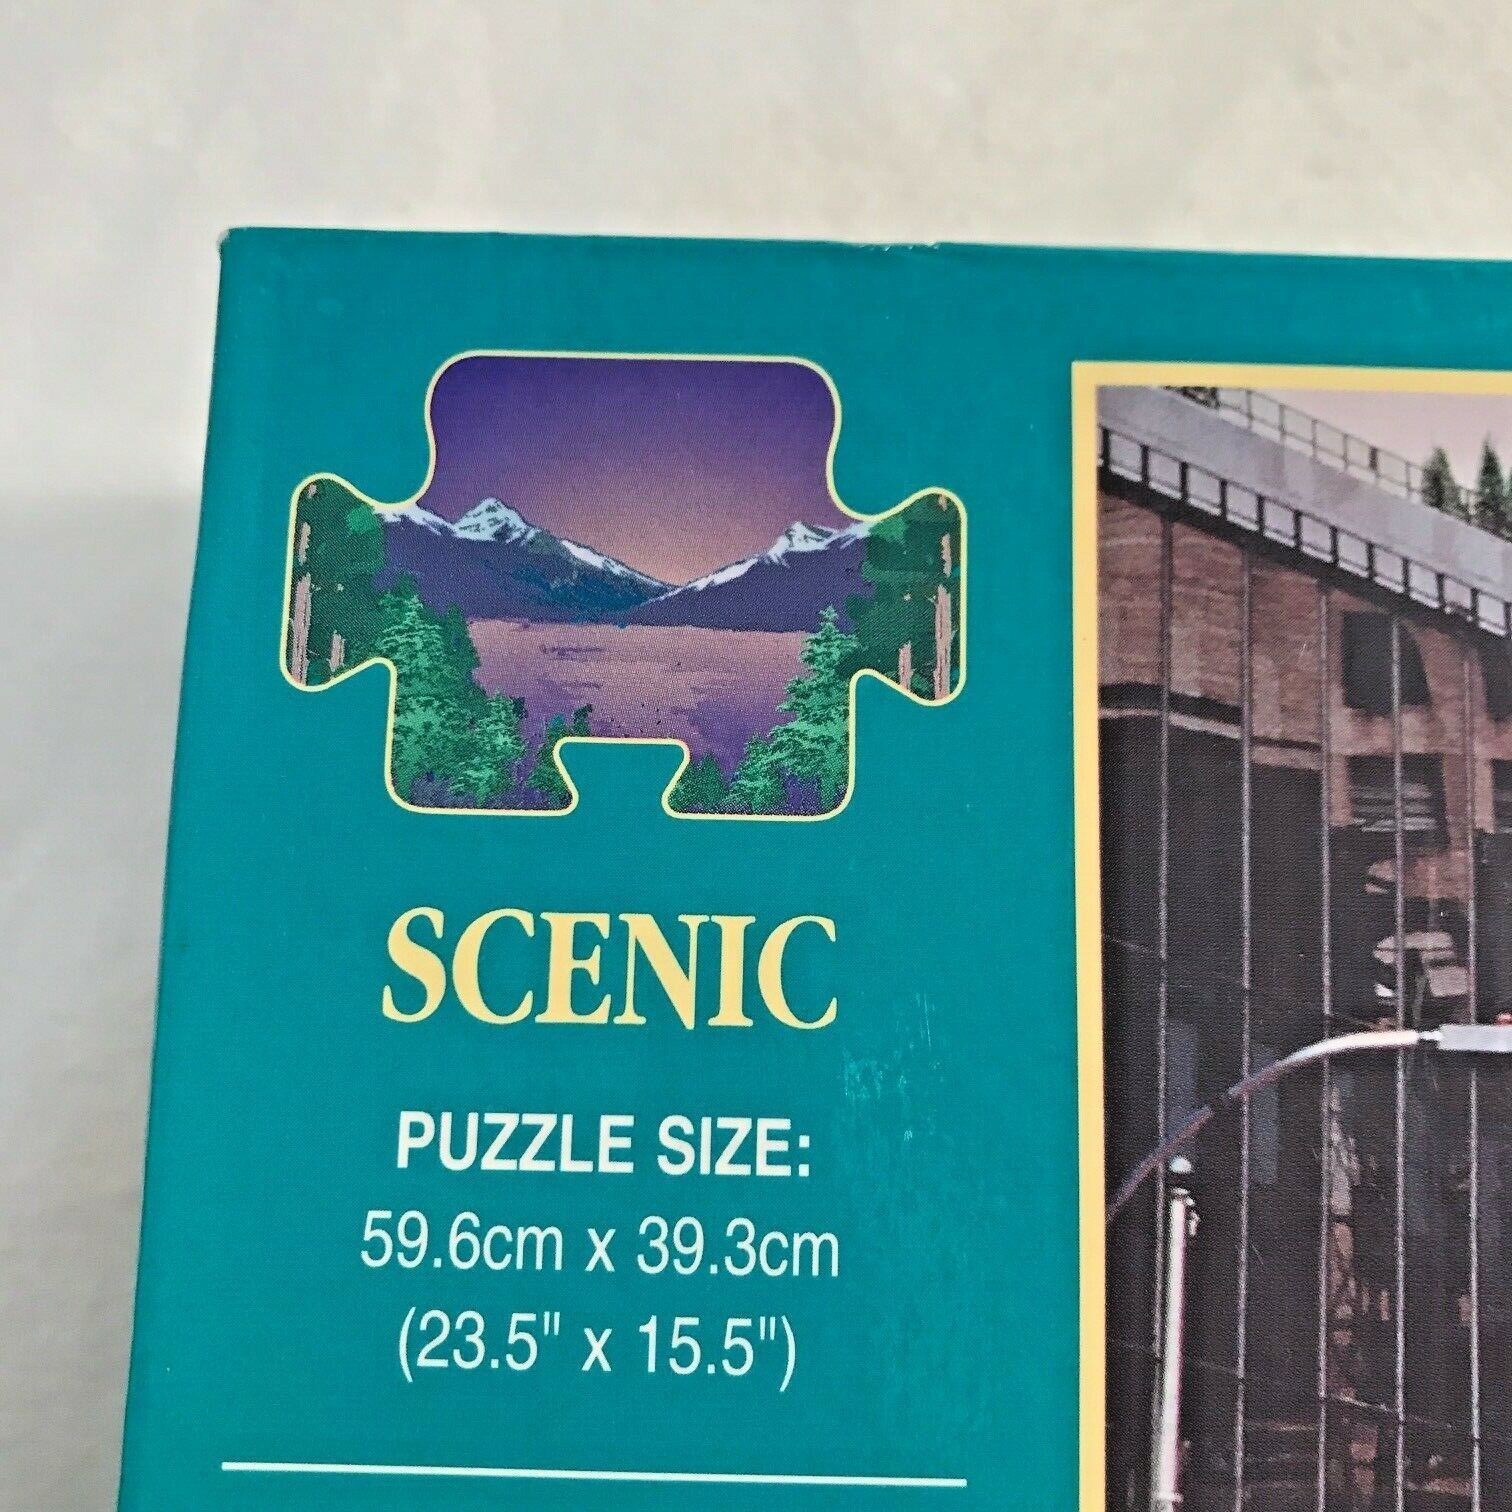 SCENIC
PUZZLE SIZE:
59.6cm x 39.3cm
(23.5" x 15.5")